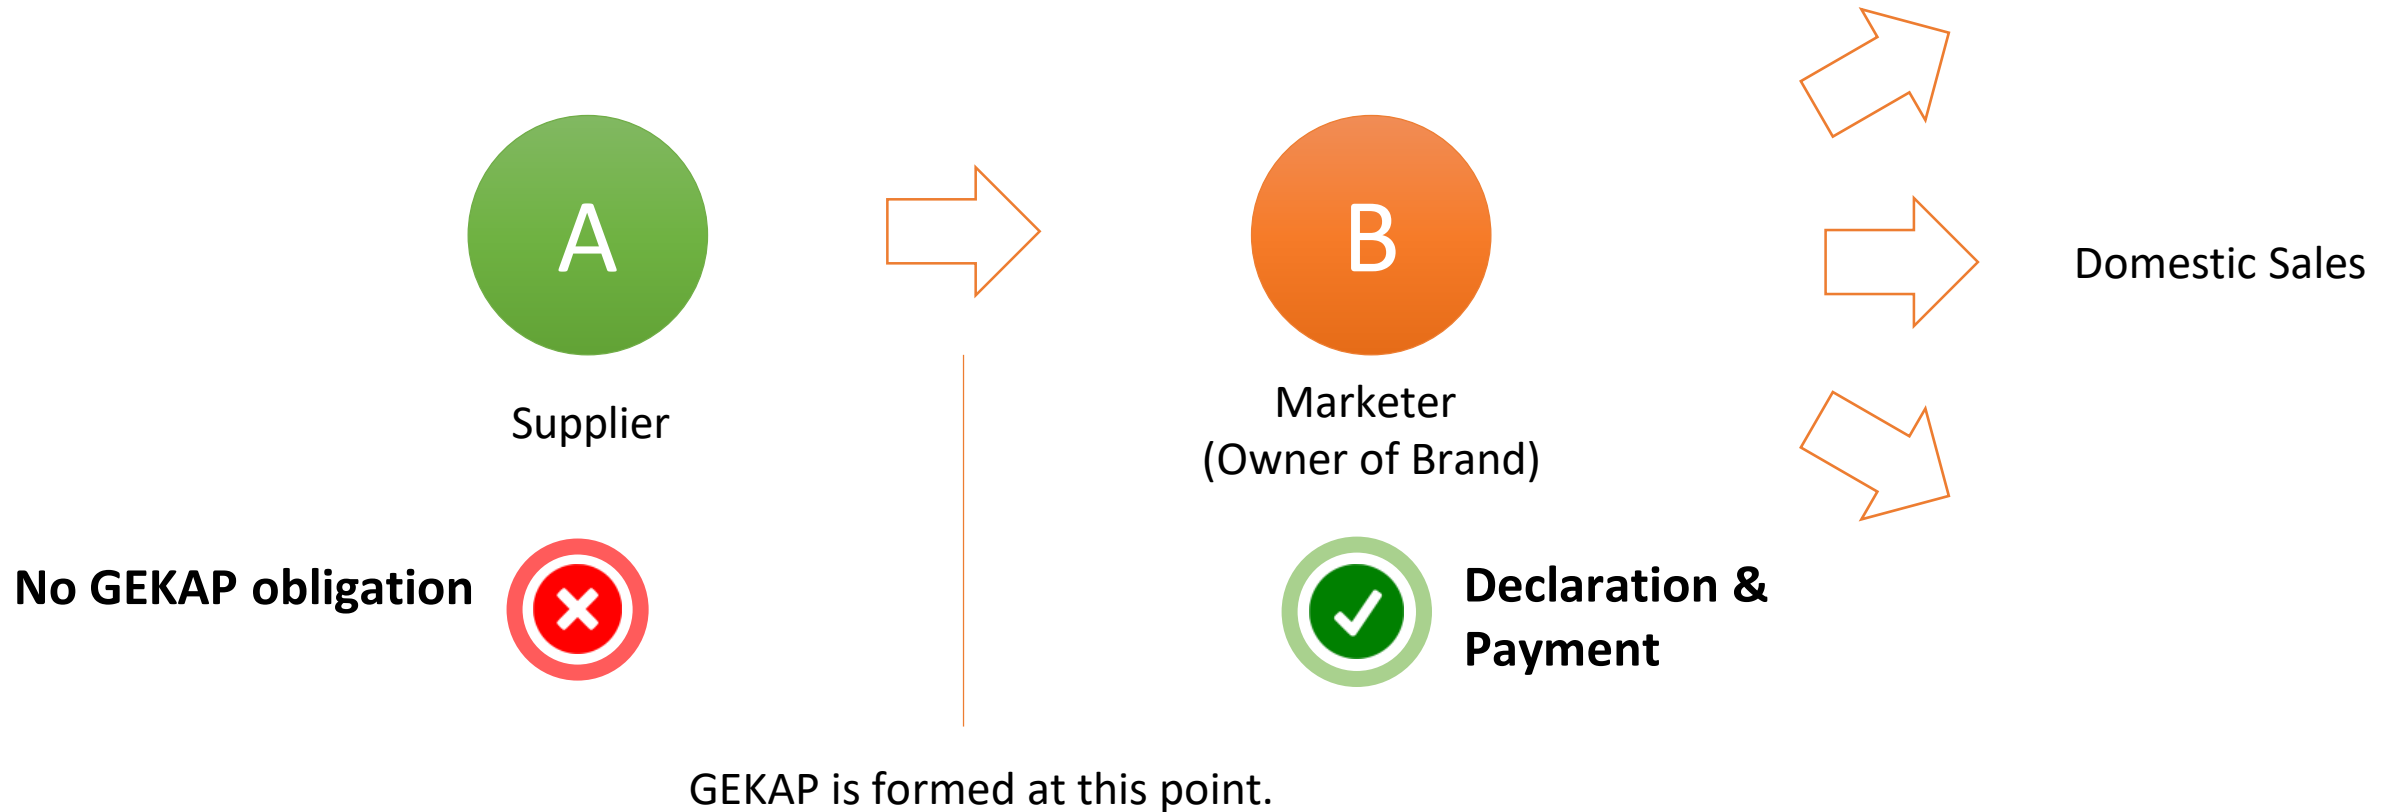 A
B
Domestic Sales
Supplier
Marketer
(Owner of Brand)
No GEKAP obligation
Declaration &
Payment
GEKAP is formed at this point.